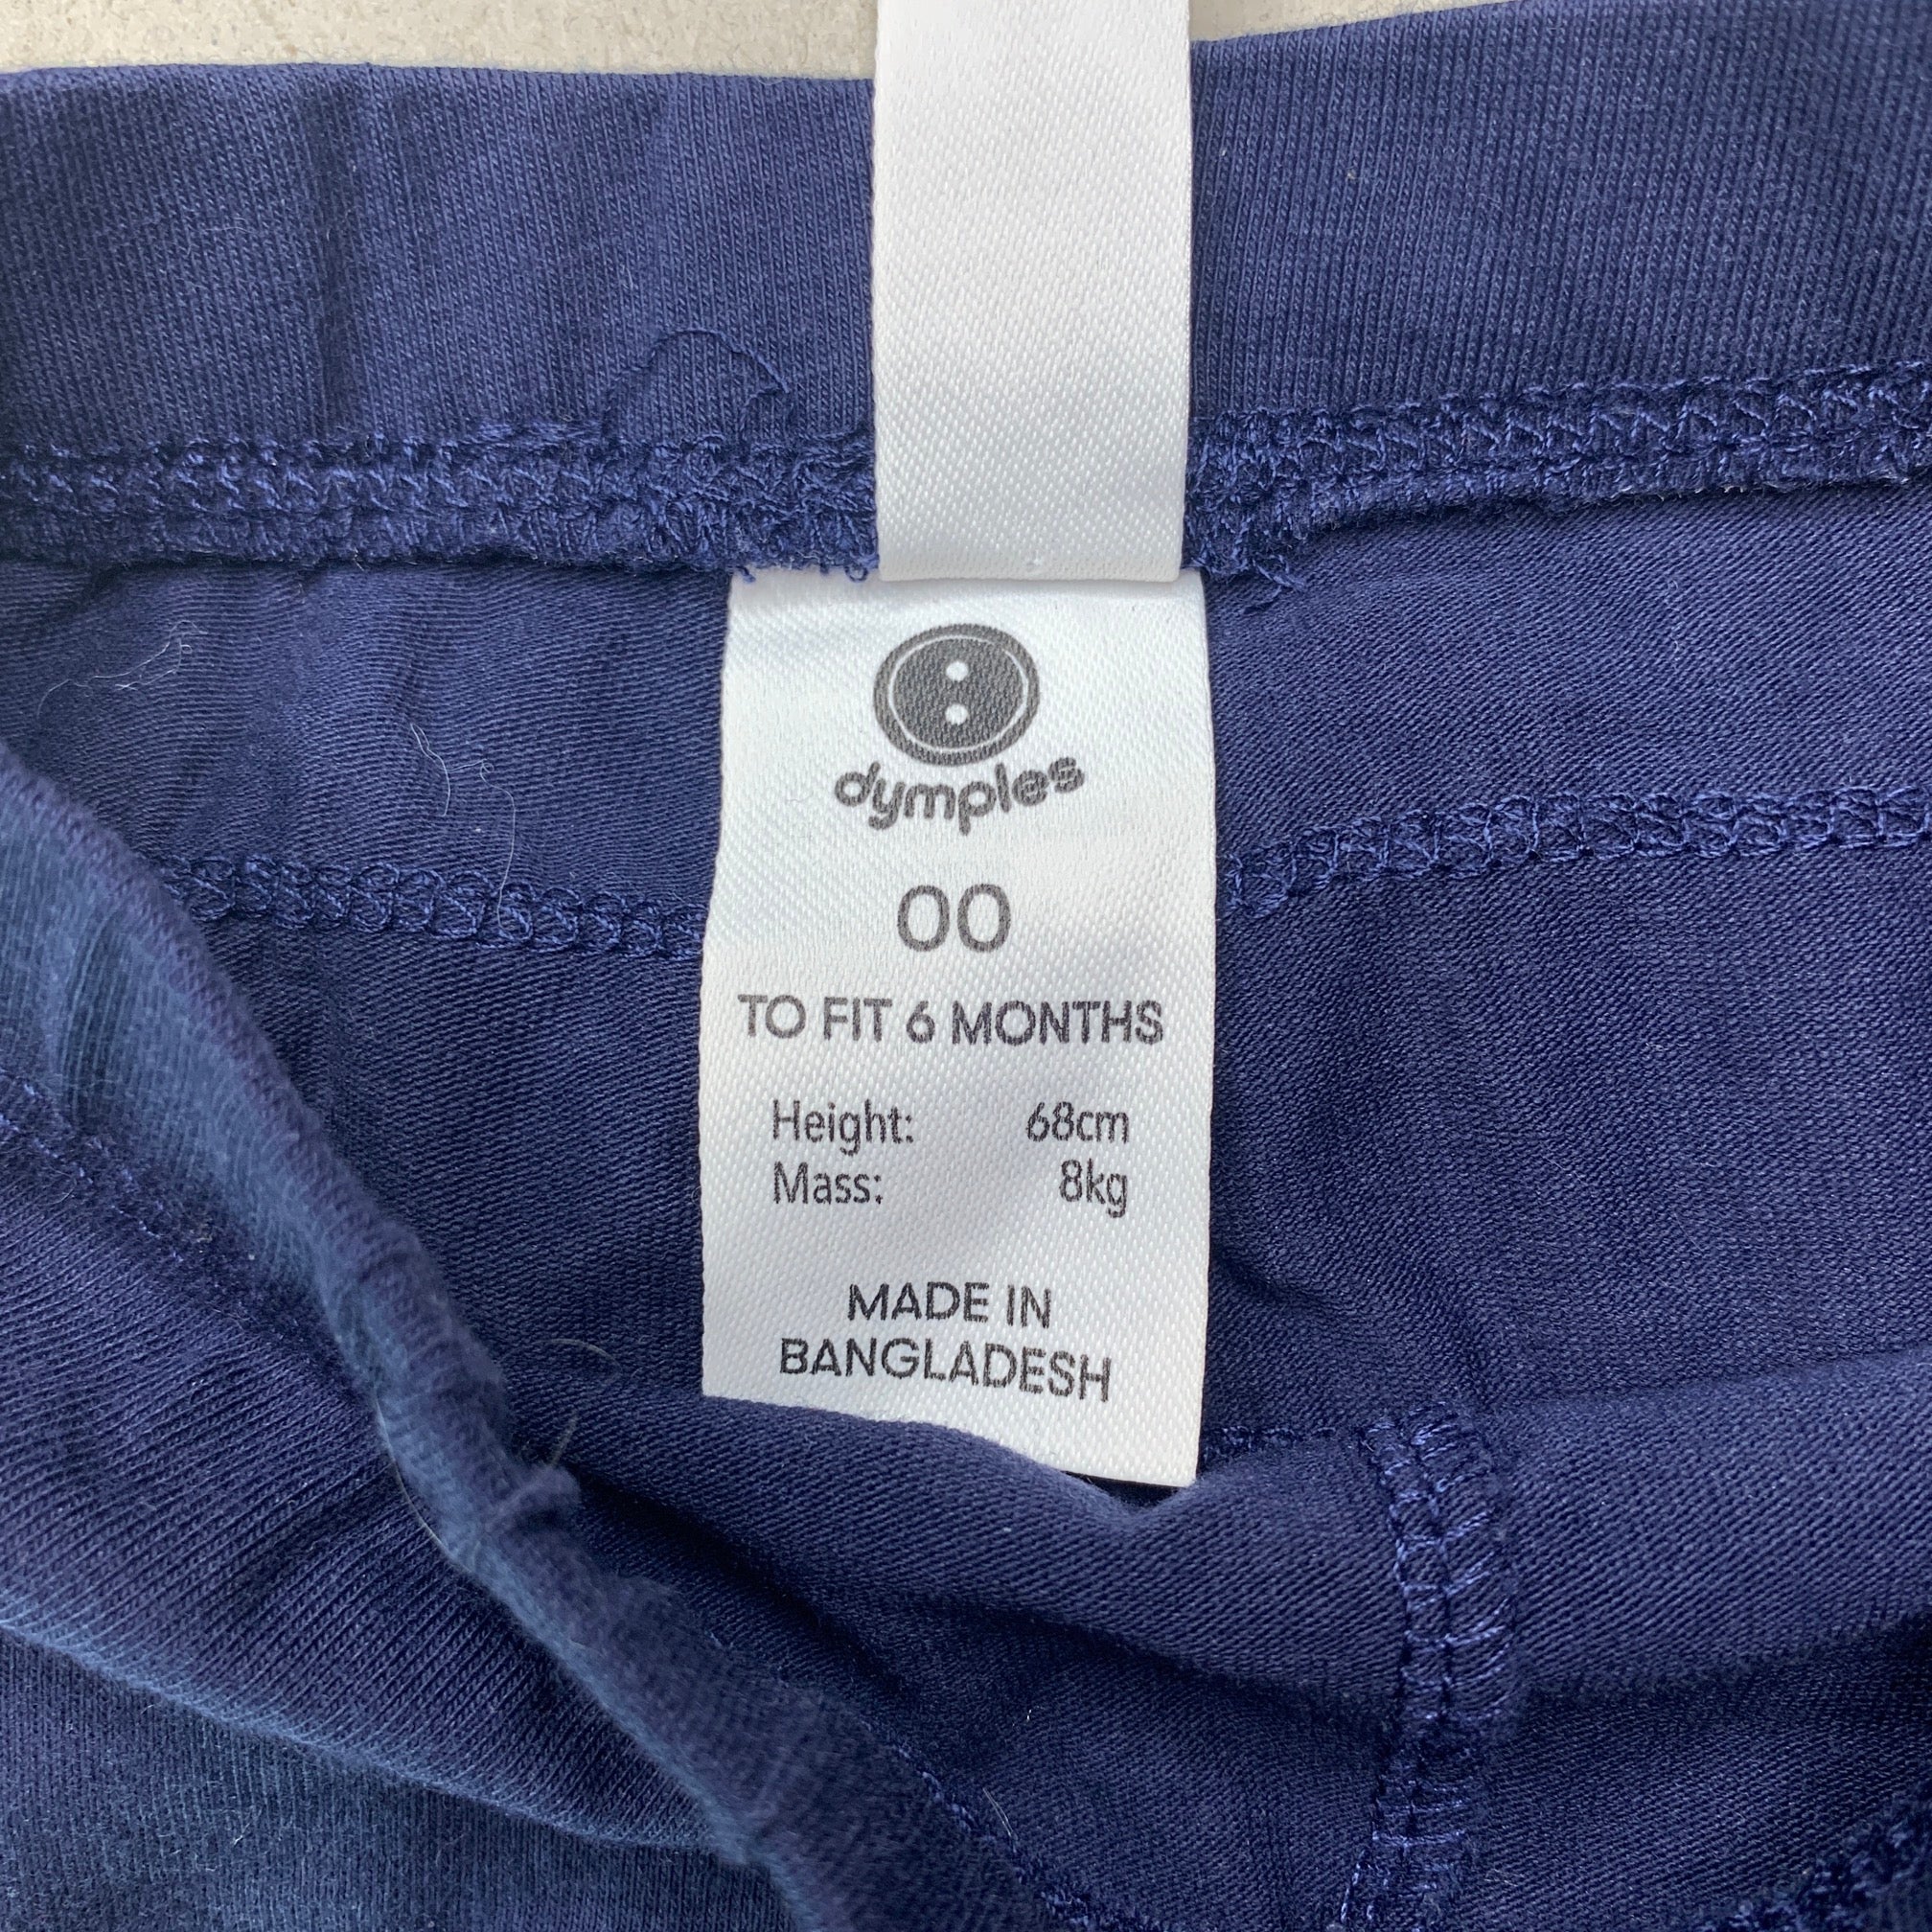 dymples
00
TO FIT 6 MONTHS
Height: 68cm
Mass: 8kg
MADE IN
BANGLADESH